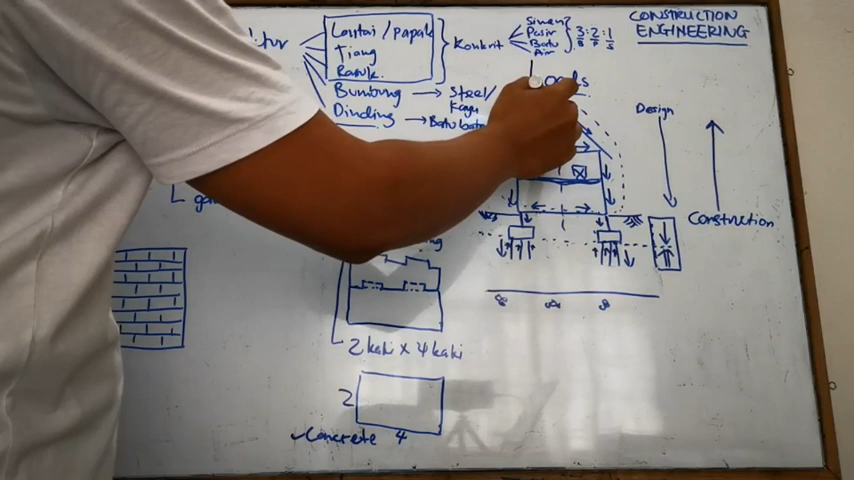 CONSTRUCTION
ENGINEERING
Lantai / papak
Tiang
Rasuk
Konkrit
Simen
Pasir
Batu
Air
3:2:1
B P S
Bumbung → Steel/
Kayu
Dinding → Batu bata
Design
Construction
2 kaki x 4 kaki
2
Concrete 4